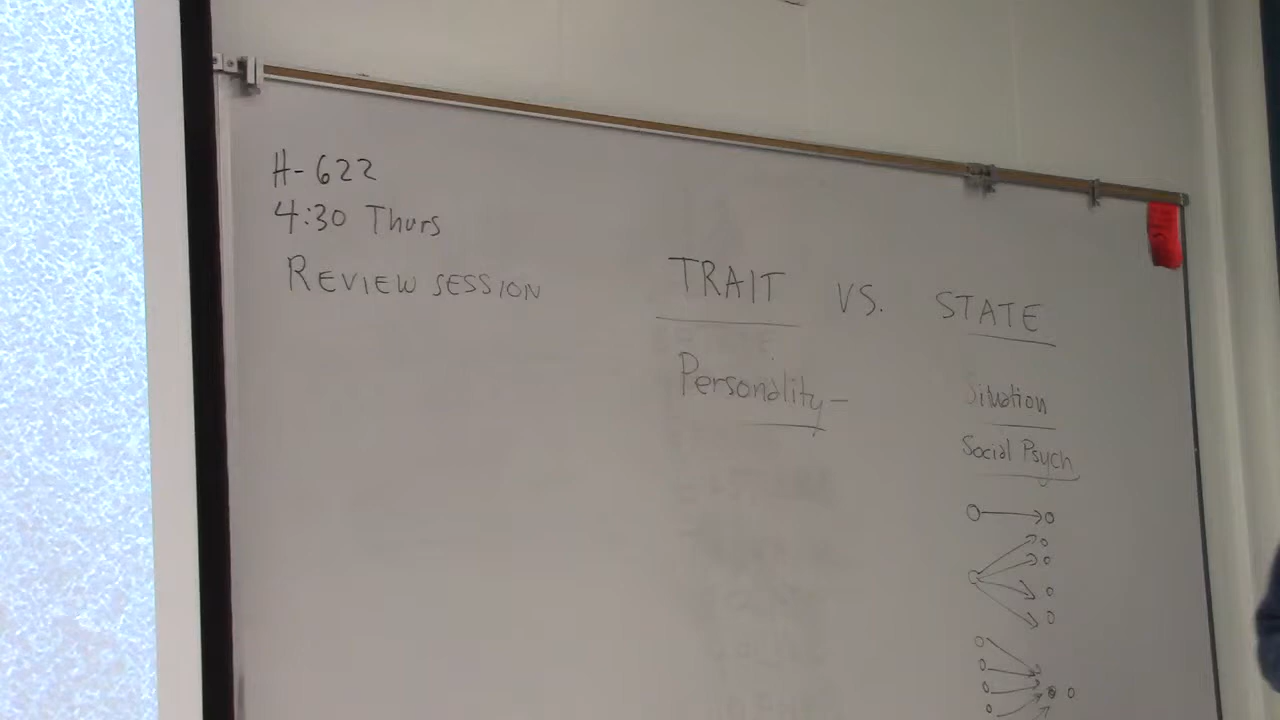 H-622
4:30 Thurs
REVIEW SESSION
TRAIT VS. STATE
Personality -
Situation
Social Psych